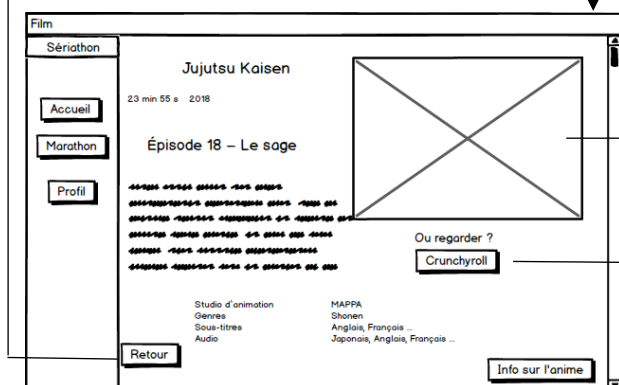 Film
Sériathon
Jujutsu Kaisen
23 min 55 s 2018
Accueil
Marathon
Épisode 18 – Le sage
Profil
Ou regarder ?
Crunchyroll
Studio d'animation MAPPA
Genres Shonen
Sous-titres Anglais, Français ...
Audio Japonais, Anglais, Français ...
Retour
Info sur l'anime